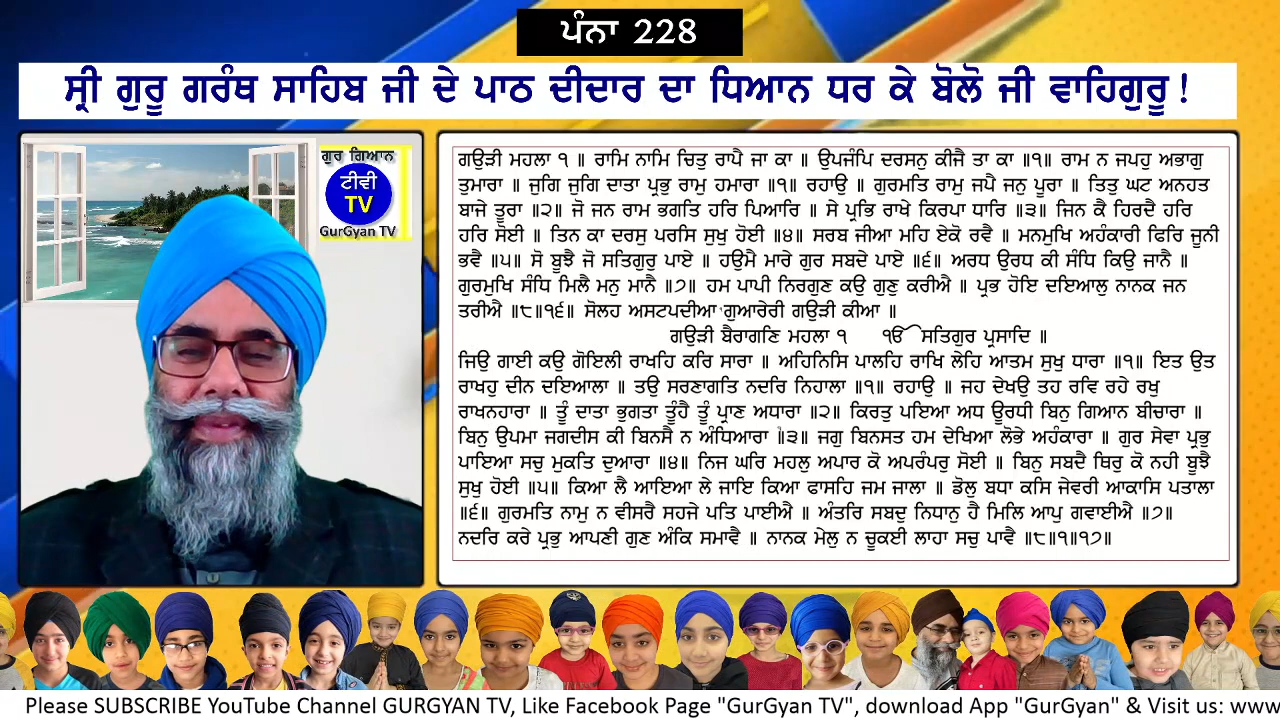 ਪੰਨਾ 228
ਸ੍ਰੀ ਗੁਰੂ ਗਰੰਥ ਸਾਹਿਬ ਜੀ ਦੇ ਪਾਠ ਦੀਦਾਰ ਦਾ ਧਿਆਨ ਧਰ ਕੇ ਬੋਲੋ ਜੀ ਵਾਹਿਗੁਰੂ!
ਗੁਰ ਗਿਆਨ
ਟੀਵੀ
TV
GurGyan TV
ਗਉੜੀ ਮਹਲਾ ੧ ॥ ਰਾਮਿ ਨਾਮਿ ਚਿਤੁ ਰਾਪੈ ਜਾ ਕਾ ॥ ਉਪਜੰਪਿ ਦਰਸਨੁ ਕੀਜੈ ਤਾ ਕਾ ॥੧॥ ਰਾਮ ਨ ਜਪਹੁ ਅਭਾਗੁ
ਤੁਮਾਰਾ ॥ ਜੁਗਿ ਜੁਗਿ ਦਾਤਾ ਪ੍ਰਭੁ ਰਾਮੁ ਹਮਾਰਾ ॥੧॥ ਰਹਾਉ ॥ ਗੁਰਮਤਿ ਰਾਮੁ ਜਪੈ ਜਨੁ ਪੂਰਾ ॥ ਤਿਤੁ ਘਟ ਅਨਹਤ
ਬਾਜੇ ਤੂਰਾ ॥੨॥ ਜੋ ਜਨ ਰਾਮ ਭਗਤਿ ਹਰਿ ਪਿਆਰਿ ॥ ਸੇ ਪ੍ਰਭਿ ਰਾਖੇ ਕਿਰਪਾ ਧਾਰਿ ॥੩॥ ਜਿਨ ਕੈ ਹਿਰਦੈ ਹਰਿ
ਹਰਿ ਸੋਈ ॥ ਤਿਨ ਕਾ ਦਰਸੁ ਪਰਸਿ ਸੁਖੁ ਹੋਈ ॥੪॥ ਸਰਬ ਜੀਆ ਮਹਿ ਏਕੋ ਰਵੈ ॥ ਮਨਮੁਖਿ ਅਹੰਕਾਰੀ ਫਿਰਿ ਜੂਨੀ
ਭਵੈ ॥੫॥ ਸੋ ਬੂਝੈ ਜੋ ਸਤਿਗੁਰੁ ਪਾਏ ॥ ਹਉਮੈ ਮਾਰੇ ਗੁਰ ਸਬਦੇ ਪਾਏ ॥੬॥ ਅਰਧ ਉਰਧ ਕੀ ਸੰਧਿ ਕਿਉ ਜਾਨੈ ॥
ਗੁਰਮੁਖਿ ਸੰਧਿ ਮਿਲੈ ਮਨੁ ਮਾਨੈ ॥੭॥ ਹਮ ਪਾਪੀ ਨਿਰਗੁਣ ਕਉ ਗੁਣੁ ਕਰੀਐ ॥ ਪ੍ਰਭ ਹੋਇ ਦਇਆਲੁ ਨਾਨਕ ਜਨ
ਤਰੀਐ ॥੮॥੧੬॥ ਸੋਲਹ ਅਸਟਪਦੀਆ ਗੁਆਰੇਰੀ ਗਉੜੀ ਕੀਆ ॥
ਗਉੜੀ ਬੈਰਾਗਣਿ ਮਹਲਾ ੧ ੴ ਸਤਿਗੁਰ ਪ੍ਰਸਾਦਿ ॥
ਜਿਉ ਗਾਈ ਕਉ ਗੋਇਲੀ ਰਾਖਹਿ ਕਰਿ ਸਾਰਾ ॥ ਅਹਿਨਿਸਿ ਪਾਲਹਿ ਰਾਖਿ ਲੇਹਿ ਆਤਮ ਸੁਖੁ ਧਾਰਾ ॥੧॥ ਇਤ ਉਤ
ਰਾਖਹੁ ਦੀਨ ਦਇਆਲਾ ॥ ਤਉ ਸਰਣਾਗਤਿ ਨਦਰਿ ਨਿਹਾਲਾ ॥੧॥ ਰਹਾਉ ॥ ਜਹ ਦੇਖਉ ਤਹ ਰਵਿ ਰਹੇ ਰਖੁ
ਰਾਖਨਹਾਰਾ ॥ ਤੂੰ ਦਾਤਾ ਭੁਗਤਾ ਤੂੰਹੈ ਤੂੰ ਪ੍ਰਾਣ ਅਧਾਰਾ ॥੨॥ ਕਿਰਤੁ ਪਇਆ ਅਧ ਊਰਧੀ ਬਿਨੁ ਗਿਆਨ ਬੀਚਾਰਾ ॥
ਬਿਨੁ ਉਪਮਾ ਜਗਦੀਸ ਕੀ ਬਿਨਸੈ ਨ ਅੰਧਿਆਰਾ ॥੩॥ ਜਗੁ ਬਿਨਸਤ ਹਮ ਦੇਖਿਆ ਲੋਭੇ ਅਹੰਕਾਰਾ ॥ ਗੁਰ ਸੇਵਾ ਪ੍ਰਭੁ
ਪਾਇਆ ਸਚੁ ਮੁਕਤਿ ਦੁਆਰਾ ॥੪॥ ਨਿਜ ਘਰਿ ਮਹਲੁ ਅਪਾਰ ਕੋ ਅਪਰੰਪਰੁ ਸੋਈ ॥ ਬਿਨੁ ਸਬਦੈ ਥਿਰੁ ਕੋ ਨਹੀ ਬੂਝੈ
ਸੁਖੁ ਹੋਈ ॥੫॥ ਕਿਆ ਲੈ ਆਇਆ ਲੇ ਜਾਇ ਕਿਆ ਫਾਸਹਿ ਜਮ ਜਾਲਾ ॥ ਡੋਲੁ ਬਧਾ ਕਸਿ ਜੇਵਰੀ ਆਕਾਸਿ ਪਤਾਲਾ
॥੬॥ ਗੁਰਮਤਿ ਨਾਮੁ ਨ ਵੀਸਰੈ ਸਹਜੇ ਪਤਿ ਪਾਈਐ ॥ ਅੰਤਰਿ ਸਬਦੁ ਨਿਧਾਨੁ ਹੈ ਮਿਲਿ ਆਪੁ ਗਵਾਈਐ ॥੭॥
ਨਦਰਿ ਕਰੇ ਪ੍ਰਭੁ ਆਪਣੀ ਗੁਣ ਅੰਕਿ ਸਮਾਵੈ ॥ ਨਾਨਕ ਮੇਲੁ ਨ ਚੂਕਈ ਲਾਹਾ ਸਚੁ ਪਾਵੈ ॥੮॥੧॥੧੭॥
Please SUBSCRIBE YouTube Channel GURGYAN TV, Like Facebook Page "GurGyan TV", download App "GurGyan" & Visit us: www